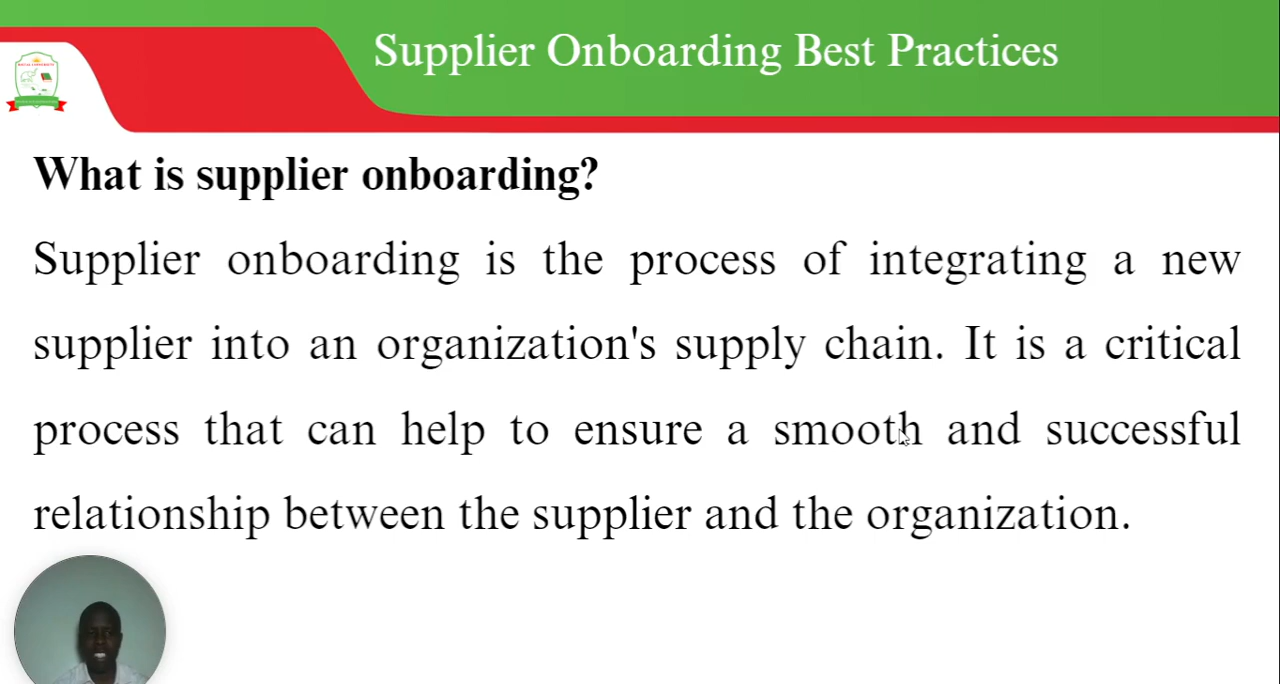 Supplier Onboarding Best Practices
What is supplier onboarding?
Supplier onboarding is the process of integrating a new
supplier into an organization's supply chain. It is a critical
process that can help to ensure a smooth and successful
relationship between the supplier and the organization.